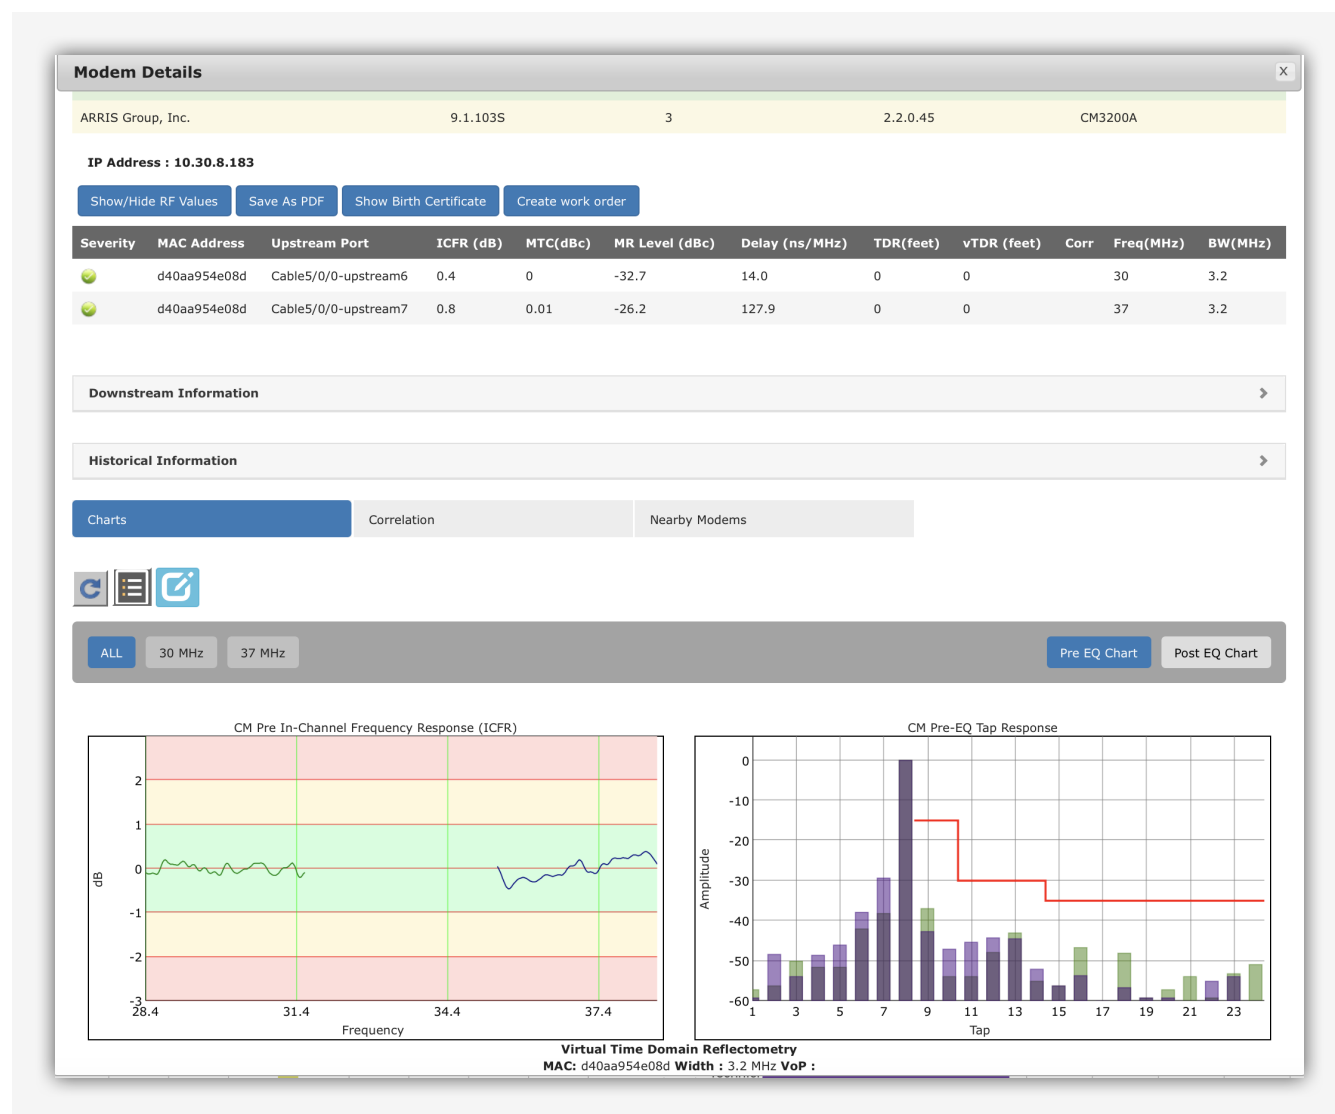 Modem Details X
ARRIS Group, Inc. 9.1.103S 3 2.2.0.45 CM3200A
IP Address : 10.30.8.183
Show/Hide RF Values Save As PDF Show Birth Certificate Create work order
Severity MAC Address Upstream Port ICFR (dB) MTC(dBc) MR Level (dBc) Delay (ns/MHz) TDR(feet) vTDR (feet) Corr Freq(MHz) BW(MHz)
d40aa954e08d Cable5/0/0-upstream6 0.4 0 -32.7 14.0 0 0 30 3.2
d40aa954e08d Cable5/0/0-upstream7 0.8 0.01 -26.2 127.9 0 0 37 3.2
Downstream Information
Historical Information
Charts Correlation Nearby Modems
ALL 30 MHz 37 MHz Pre EQ Chart Post EQ Chart
CM Pre In-Channel Frequency Response (ICFR)
2
1
0
-1
-2
-3
dB
28.4 31.4 34.4 37.4
Frequency
CM Pre-EQ Tap Response
0
-10
-20
-30
-40
-50
-60
Amplitude
1 3 5 7 9 11 13 15 17 19 21 23
Tap
Virtual Time Domain Reflectometry
MAC: d40aa954e08d Width : 3.2 MHz VoP :